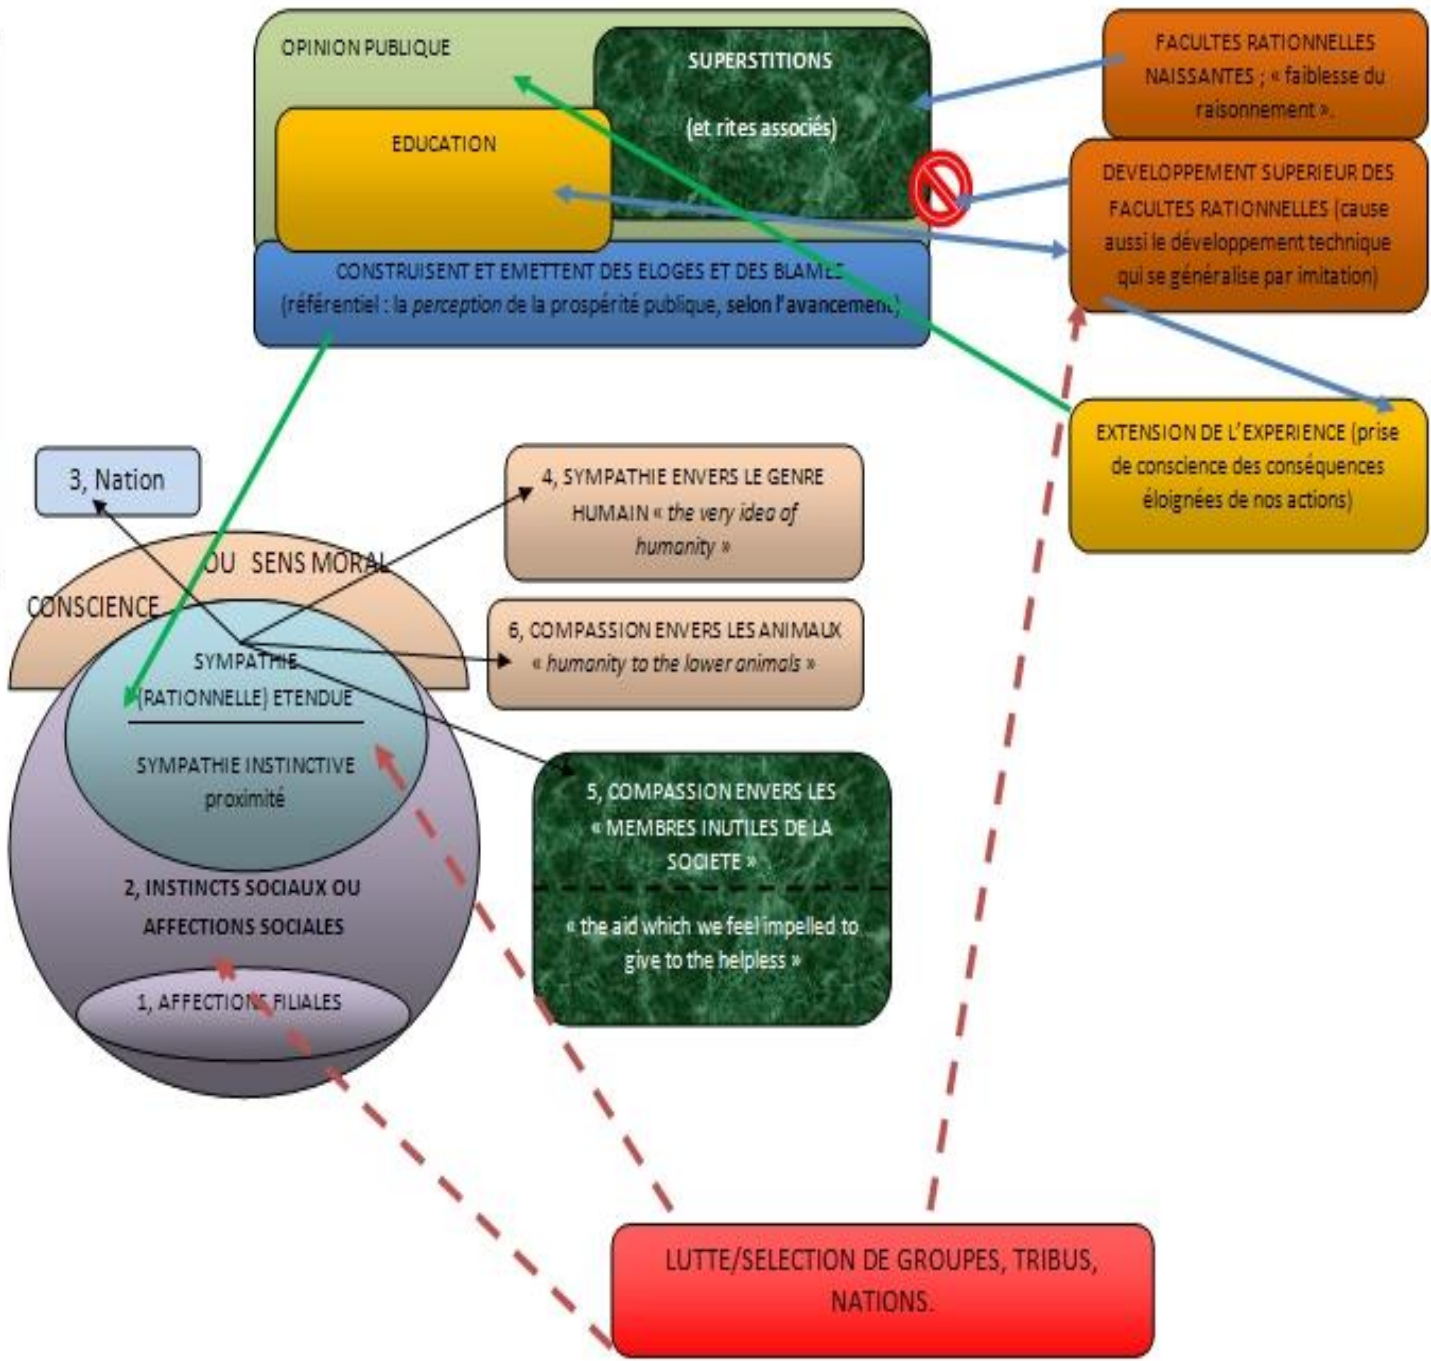 OPINION PUBLIQUE
SUPERSTITIONS
(et rites associés)
EDUCATION
FACULTES RATIONNELLES
NAISSANTES ; « faiblesse du
raisonnement ».
DEVELOPPEMENT SUPERIEUR DES
FACULTES RATIONNELLES (cause
aussi le développement technique
qui se généralise par imitation)
CONSTRUISENT ET EMETTENT DES ELOGES ET DES BLAMES
(référentiel : la perception de la prospérité publique, selon l'avancement)
EXTENSION DE L'EXPERIENCE (prise
de conscience des conséquences
éloignées de nos actions)
3, Nation
4, SYMPATHIE ENVERS LE GENRE
HUMAIN « the very idea of
humanity »
CONSCIENCE OU SENS MORAL
6, COMPASSION ENVERS LES ANIMAUX
« humanity to the lower animals »
SYMPATHIE
(RATIONNELLE) ETENDUE
SYMPATHIE INSTINCTIVE
proximité
5, COMPASSION ENVERS LES
« MEMBRES INUTILES DE LA
SOCIETE »
« the aid which we feel impelled to
give to the helpless »
2, INSTINCTS SOCIAUX OU
AFFECTIONS SOCIALES
1, AFFECTIONS FILIALES
LUTTE/SELECTION DE GROUPES, TRIBUS,
NATIONS.